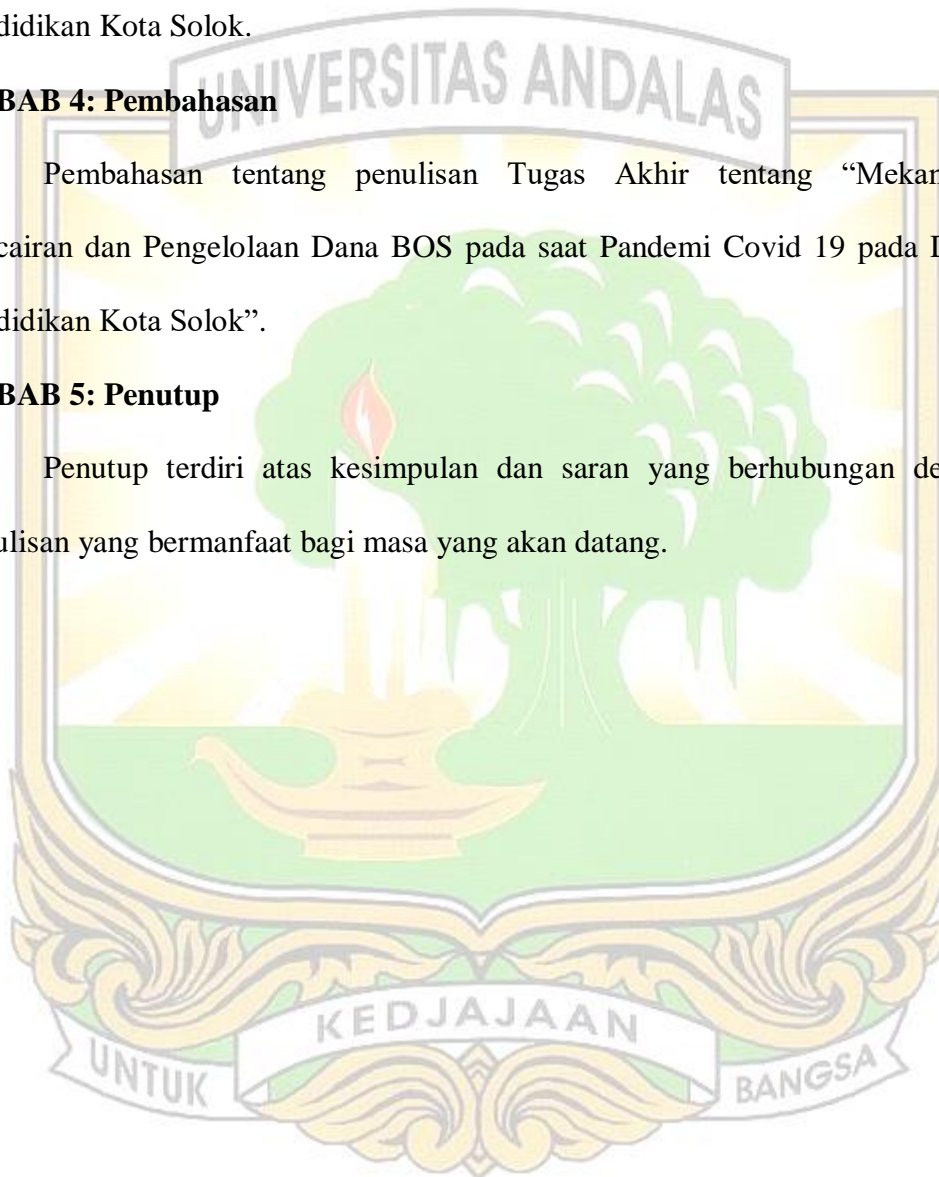 didikan Kota Solok.
UNIVERSITAS ANDALAS
BAB 4: Pembahasan
Pembahasan tentang penulisan Tugas Akhir tentang “Mekan
cairan dan Pengelolaan Dana BOS pada saat Pandemi Covid 19 pada
didikan Kota Solok”.
BAB 5: Penutup
Penutup terdiri atas kesimpulan dan saran yang berhubungan de
ulisan yang bermanfaat bagi masa yang akan datang.
UNTUK KEDJAJAAN BANGSA